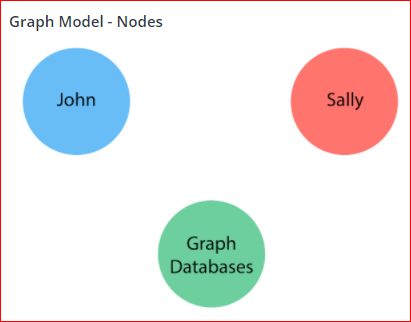 Graph Model - Nodes
John
Sally
Graph
Databases